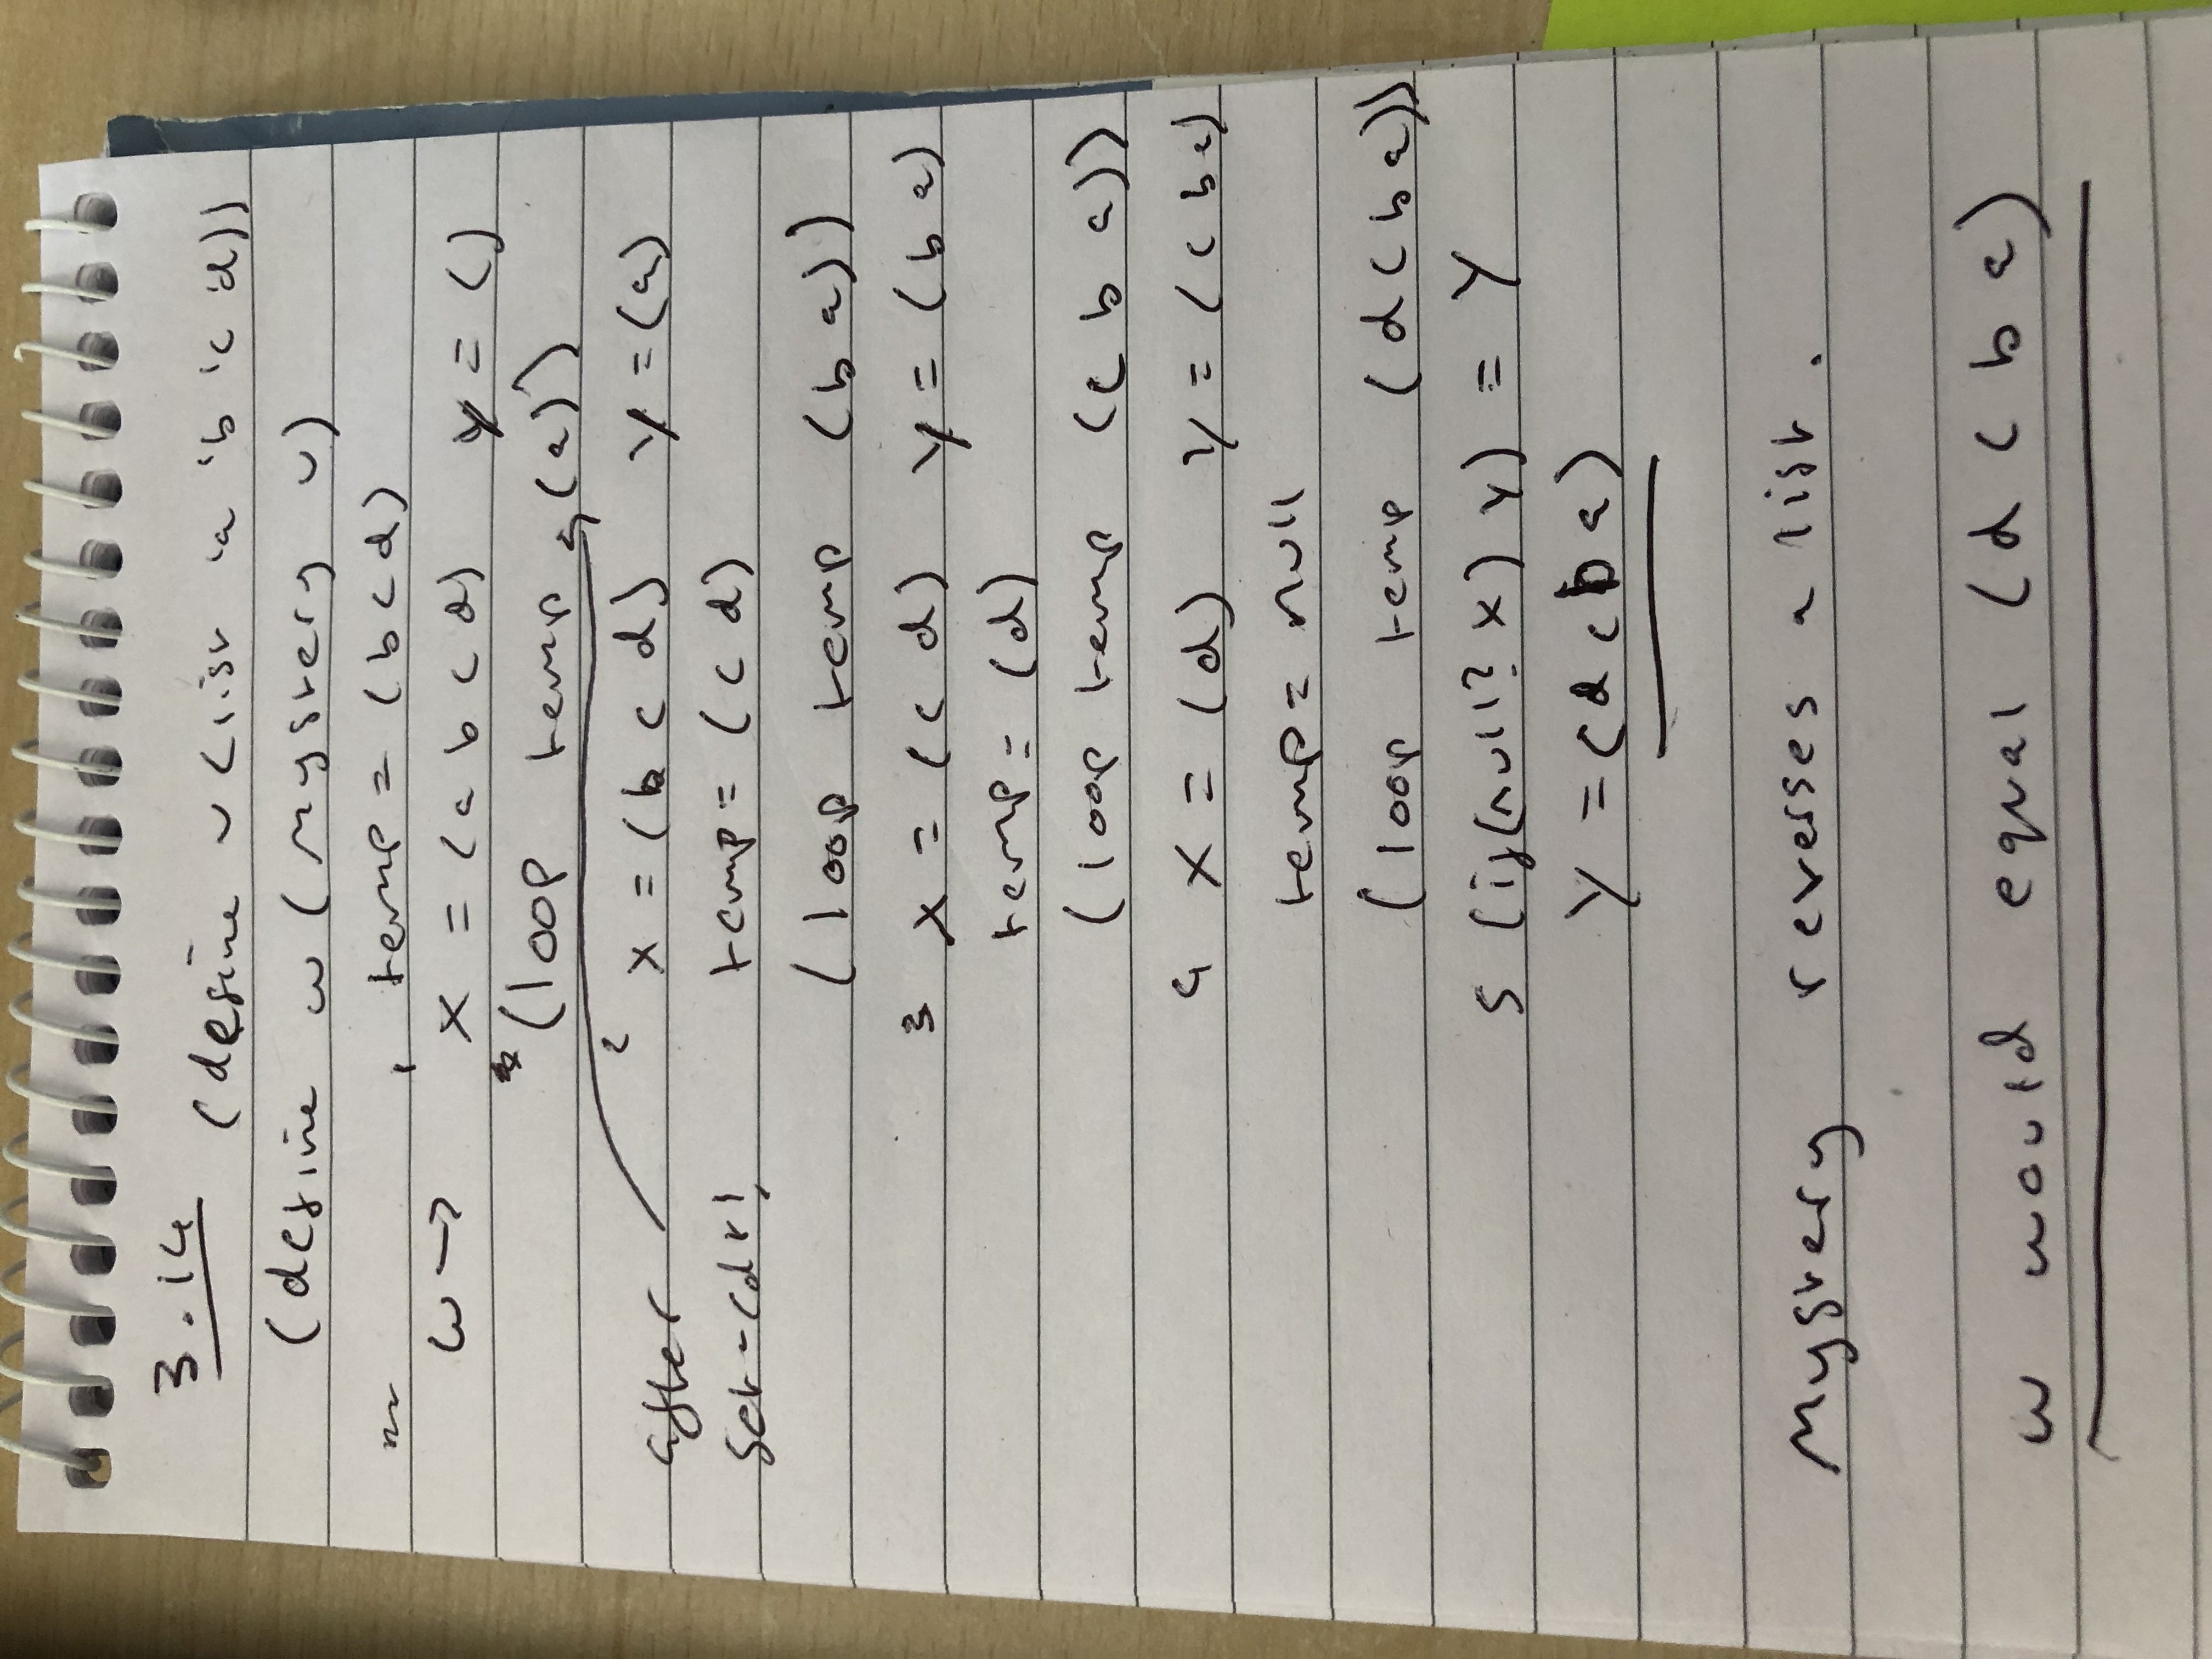 3.14
(define v (list 'a 'b 'c 'd))
(define w (mystery v)
1 temp = (b c d)
w → x = (a b c d) y = ()
(loop temp (a))
after set-cdr!
2 x = (b c d) y = (a)
temp = (c d)
(loop temp (b a))
3 x = (c d) y = (b a)
temp = (d)
(loop temp (c b a))
4 x = (d) y = (c b a)
temp = null
(loop temp (d c b a))
5 (if(null? x) y) = y
y = (d c b a)
Mystery reverses a list.
w would equal (d c b a)